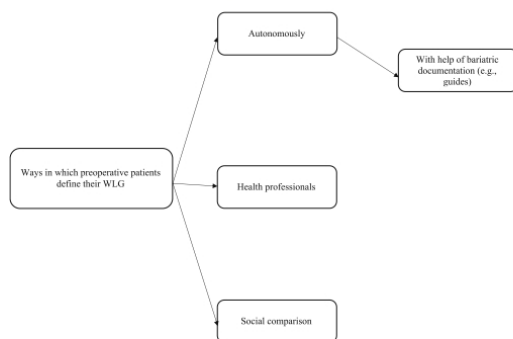 Autonomously
With help of bariatric
documentation (e.g.,
guides)
Ways in which preoperative patients
define their WLG
Health professionals
Social comparison